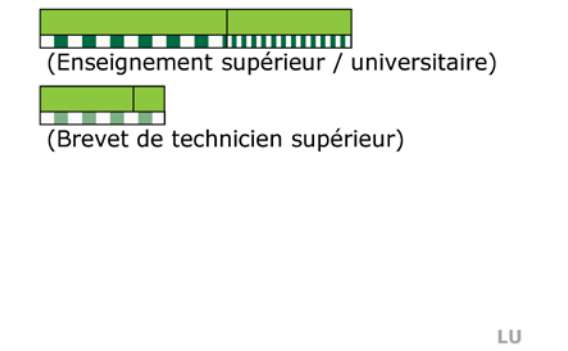 (Enseignement supérieur / universitaire)
(Brevet de technicien supérieur)
LU